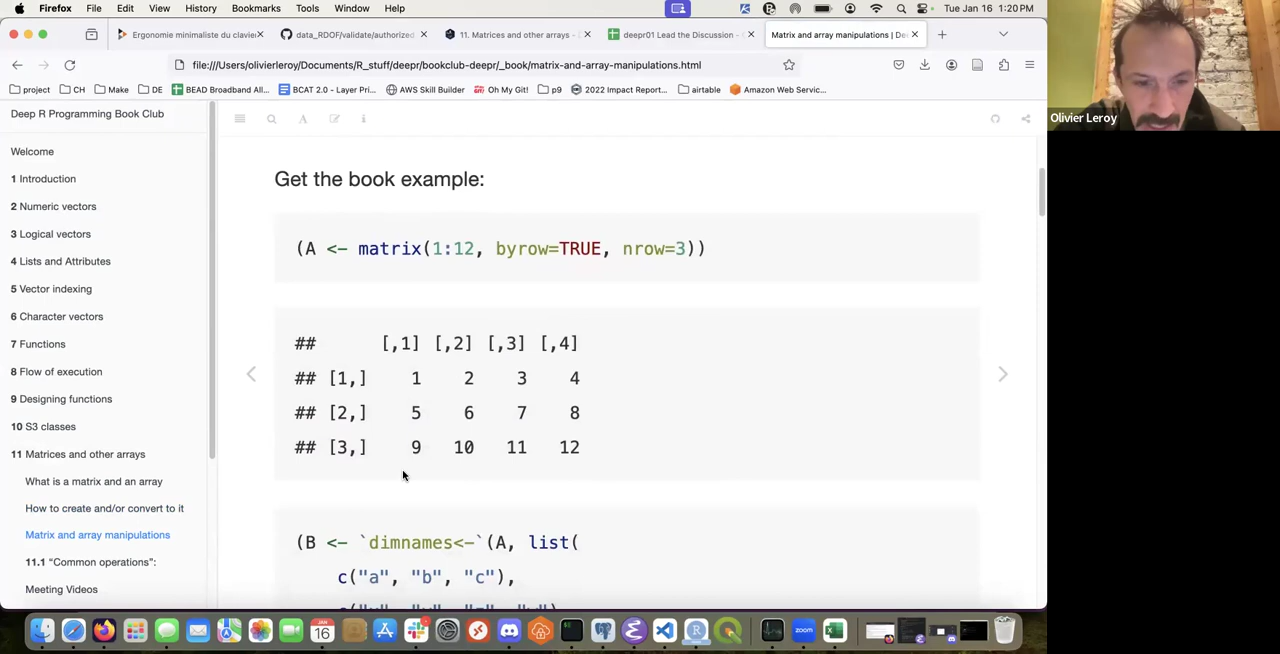 Firefox File Edit View History Bookmarks Tools Window Help Tue Jan 16 1:20 PM
Ergonomie minimaliste du clavier data_RDOF/validate/authorized 11. Matrices and other arrays - deepr01 Lead the Discussion - Matrix and array manipulations | De
file:///Users/olivierleroy/Documents/R_stuff/deepr/bookclub-deepr/_book/matrix-and-array-manipulations.html
project CH Make DE BEAD Broadband All... BCAT 2.0 - Layer Pri... AWS Skill Builder Oh My Git! p9 2022 Impact Report... airtable Amazon Web Servic...
Olivier Leroy
Deep R Programming Book Club
Welcome
1 Introduction
2 Numeric vectors
3 Logical vectors
4 Lists and Attributes
5 Vector indexing
6 Character vectors
7 Functions
8 Flow of execution
9 Designing functions
10 S3 classes
11 Matrices and other arrays
What is a matrix and an array
How to create and/or convert to it
Matrix and array manipulations
11.1 “Common operations”:
Meeting Videos
Get the book example:
(A <- matrix(1:12, byrow=TRUE, nrow=3))
## [,1] [,2] [,3] [,4]
## [1,] 1 2 3 4
## [2,] 5 6 7 8
## [3,] 9 10 11 12
(B <- `dimnames<-`(A, list(
c("a", "b", "c"),
JAN
16
zoom